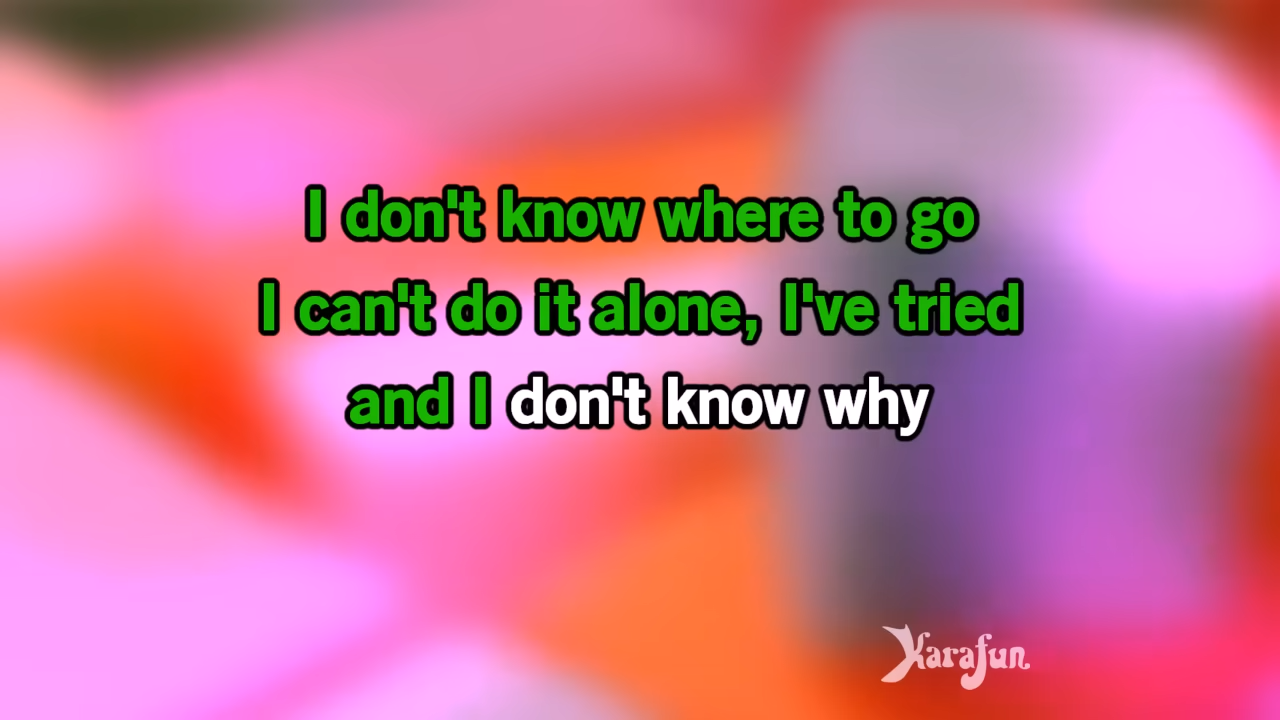 I don't know where to go
I can't do it alone, I've tried
and I don't know why
Karafun